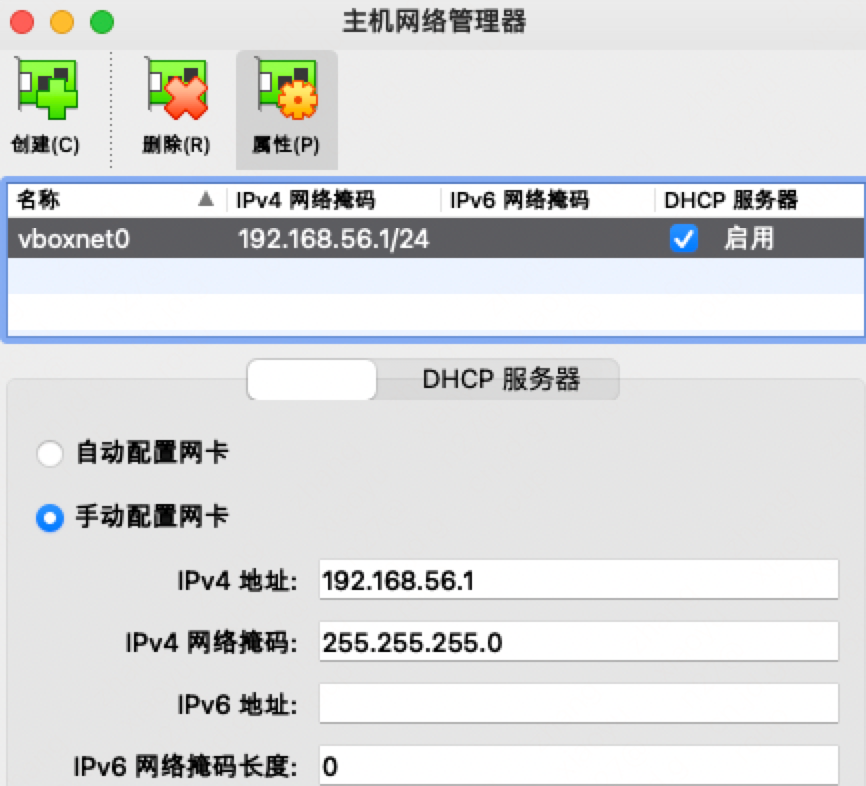 主机网络管理器
创建(C) 删除(R) 属性(P)
名称 IPv4 网络掩码 IPv6 网络掩码 DHCP 服务器
vboxnet0 192.168.56.1/24 启用
DHCP 服务器
自动配置网卡
手动配置网卡
IPv4 地址: 192.168.56.1
IPv4 网络掩码: 255.255.255.0
IPv6 地址:
IPv6 网络掩码长度: 0